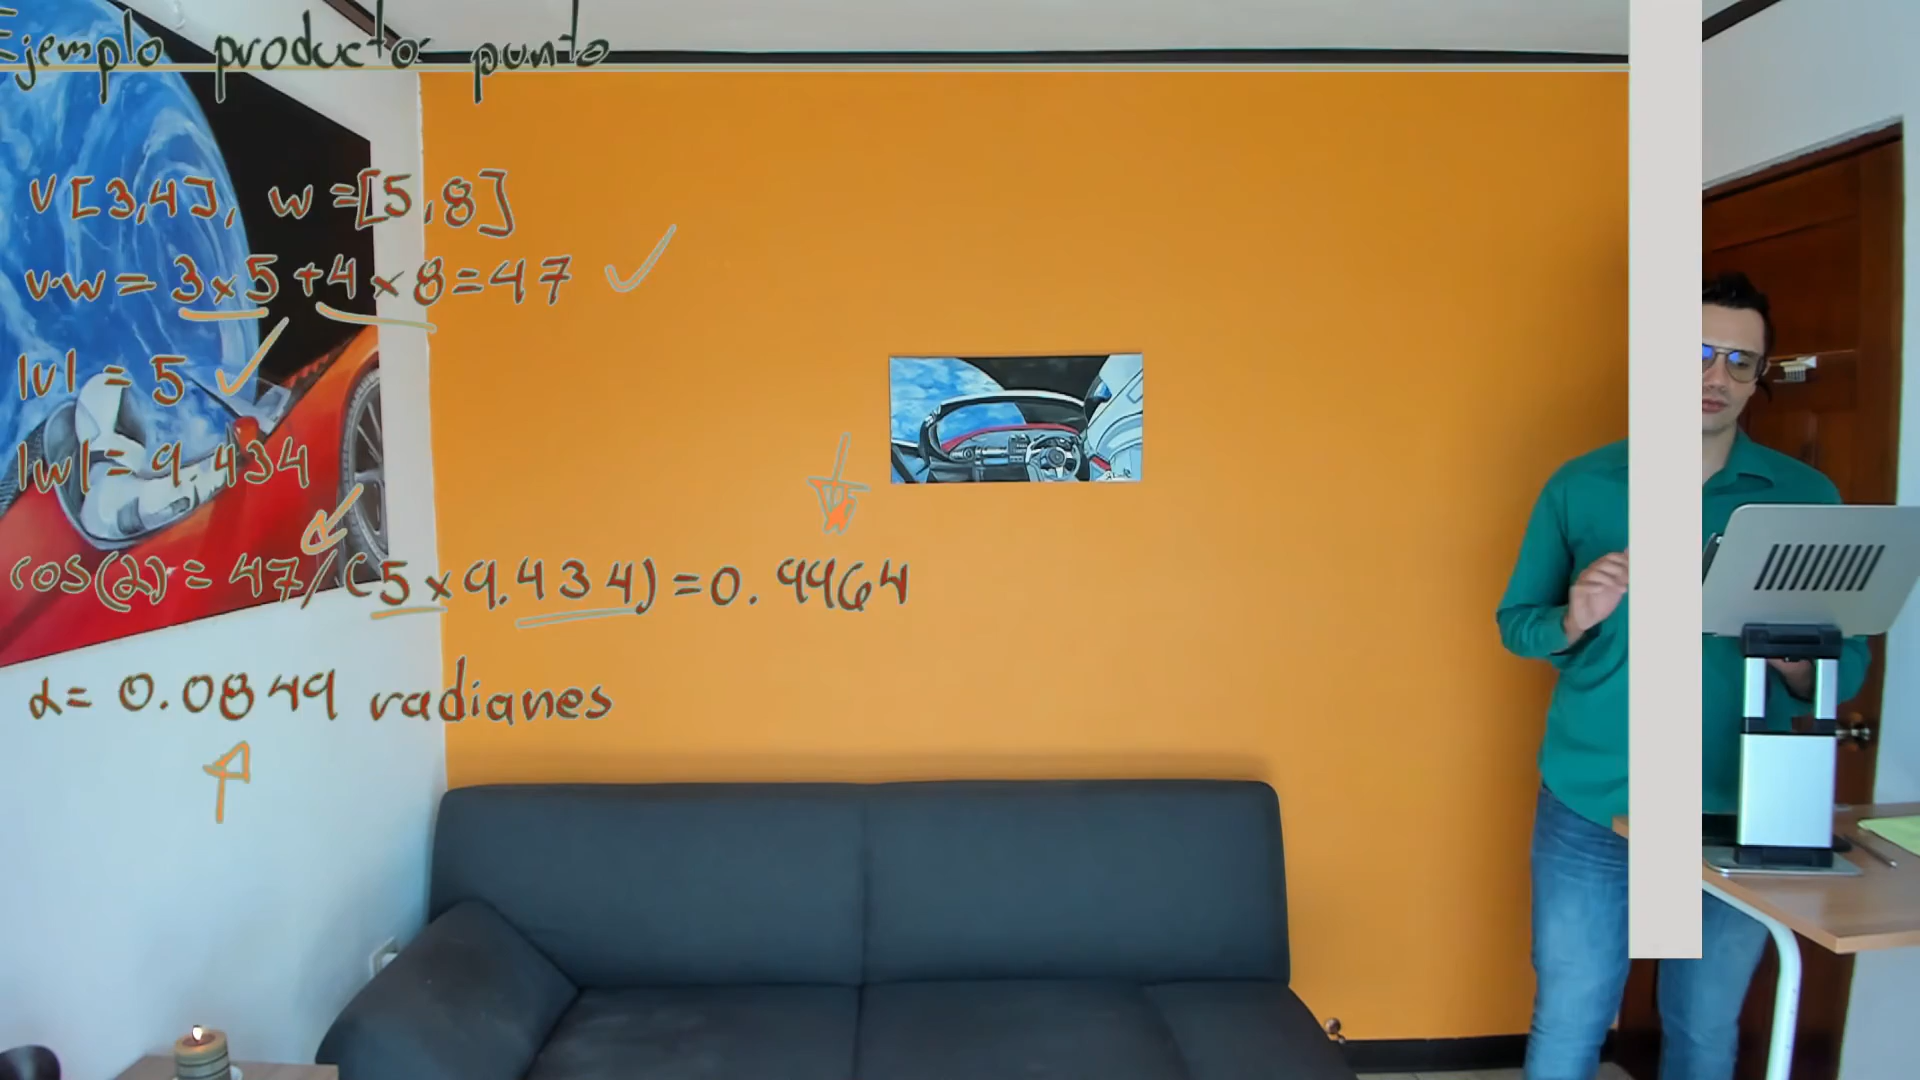 Ejemplo producto punto
v[3,4], w=[5,8]
v·w = 3×5+4×8=47
|v| = 5
|w| = 9.434
cos(α) = 47/(5×9.434)=0.9964
α= 0.0849 radianes